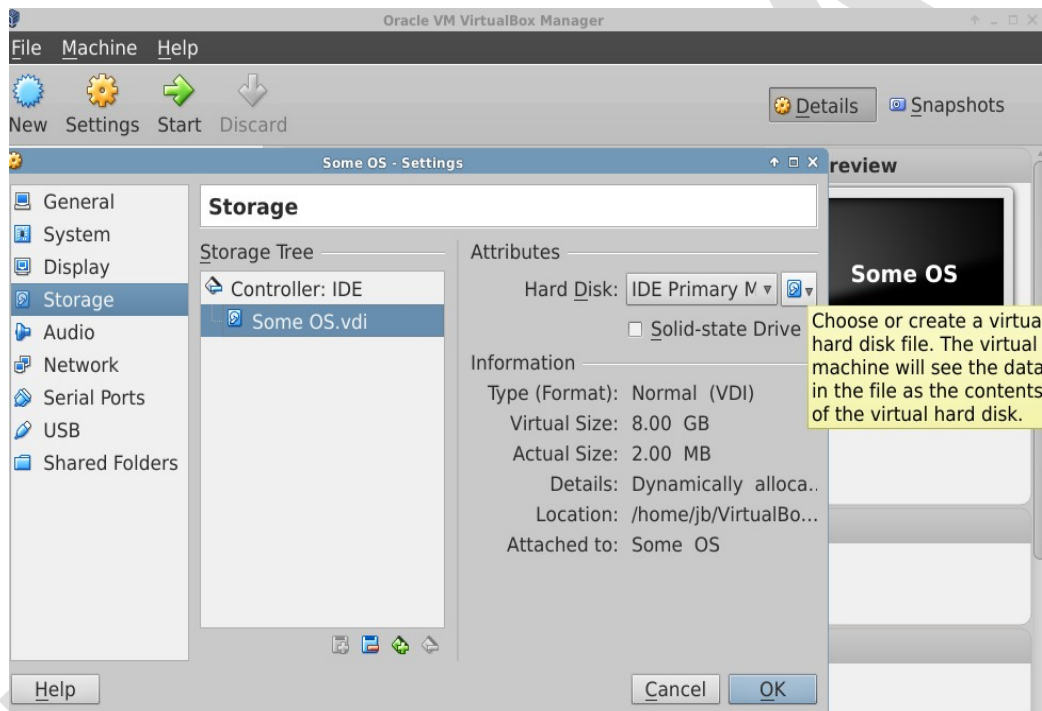 Oracle VM VirtualBox Manager
File Machine Help
New Settings Start Discard
Details Snapshots
Some OS - Settings
review
General
System
Display
Storage
Audio
Network
Serial Ports
USB
Shared Folders
Storage
Storage Tree
Controller: IDE
Some OS.vdi
Attributes
Hard Disk: IDE Primary M
Solid-state Drive
Information
Type (Format): Normal (VDI)
Virtual Size: 8.00 GB
Actual Size: 2.00 MB
Details: Dynamically alloca..
Location: /home/jb/VirtualBo...
Attached to: Some OS
Some OS
Choose or create a virtua
hard disk file. The virtual
machine will see the data
in the file as the contents
of the virtual hard disk.
Help
Cancel OK